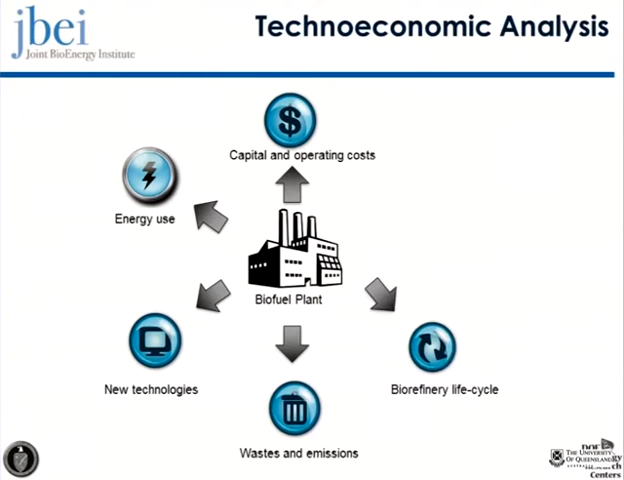 jbei
Joint BioEnergy Institute
Technoeconomic Analysis
$
Capital and operating costs
Energy use
Biofuel Plant
New technologies
Biorefinery life-cycle
Wastes and emissions
THE UNIVERSITY
OF QUEENSLAND
Centers